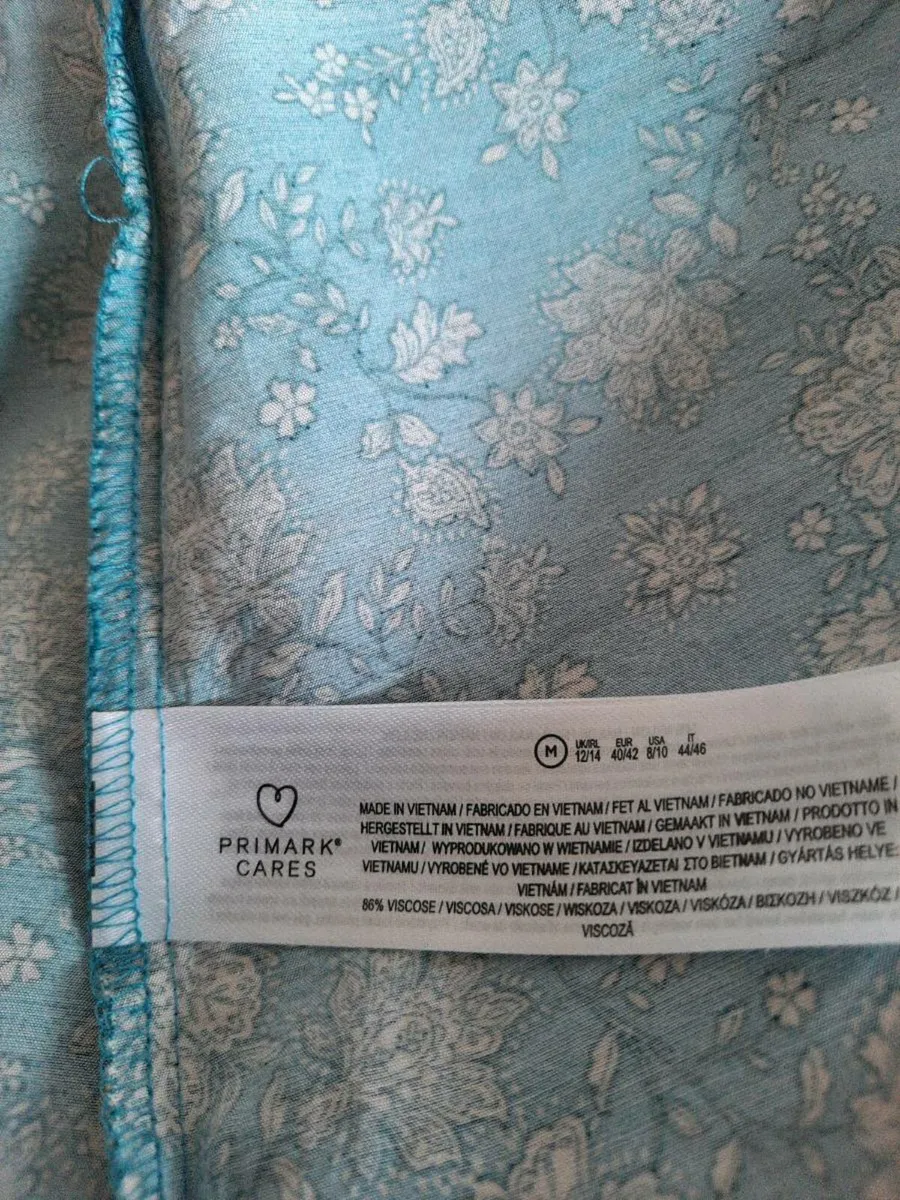 M UK/IRL 12/14 EUR 40/42 USA 8/10 IT 44/46
PRIMARK®
CARES
MADE IN VIETNAM / FABRICADO EN VIETNAM / FET AL VIETNAM / FABRICADO NO VIETNAME /
HERGESTELLT IN VIETNAM / FABRIQUE AU VIETNAM / GEMAAKT IN VIETNAM / PRODOTTO IN
VIETNAM / WYPRODUKOWANO W WIETNAMIE / IZDELANO V VIETNAMU / VYROBENO VE
VIETNAMU / VYROBENÉ VO VIETNAME / ΚΑΤΑΣΚΕΥΑΖΕΤΑΙ ΣΤΟ ΒΙΕΤΝΑΜ / GYÁRTÁS HELYE:
VIETNÁM / FABRICAT ÎN VIETNAM
86% VISCOSE / VISCOSA / VISKOSE / WISKOZA / VISKOZA / VISKÓZA / ΒΙΣΚΟΖΗ / VISZKÓZ /
VISCOZĂ